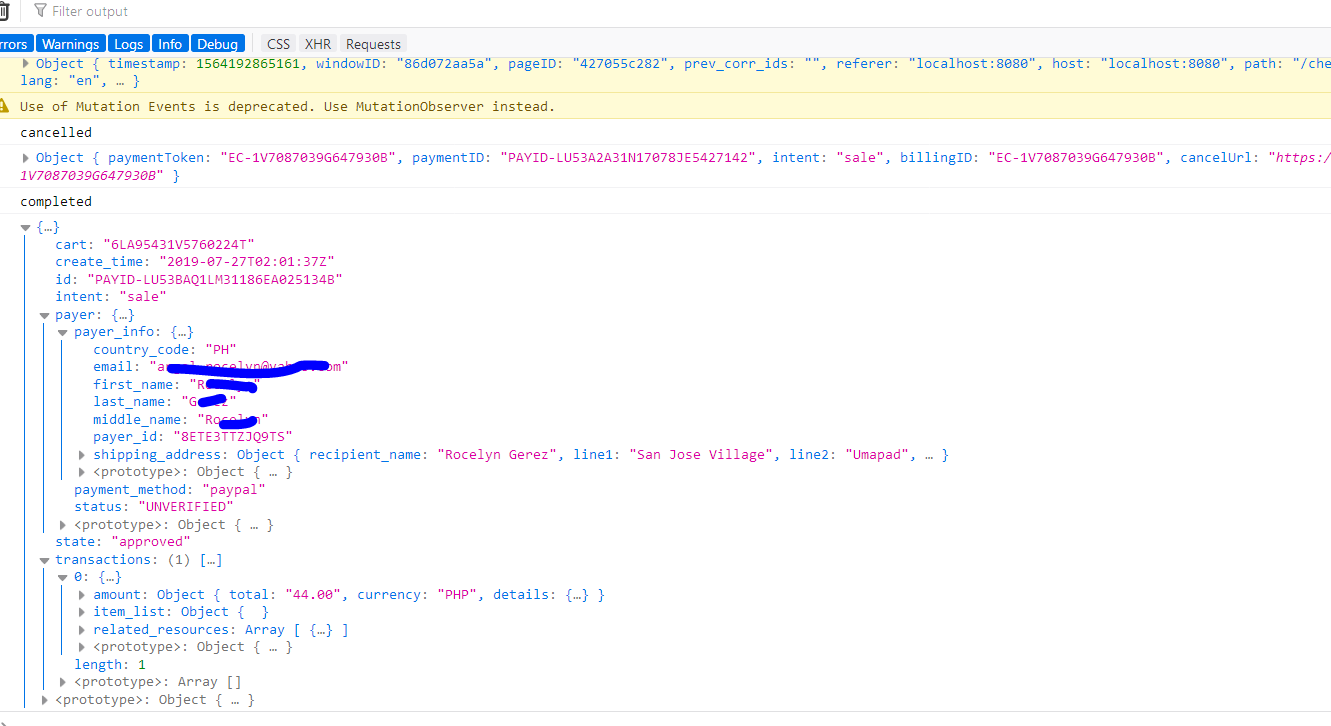 Filter output
rrors Warnings Logs Info Debug CSS XHR Requests
Object { timestamp: 1564192865161, windowID: "86d072aa5a", pageID: "427055c282", prev_corr_ids: "", referer: "localhost:8080", host: "localhost:8080", path: "/che
lang: "en", … }
Use of Mutation Events is deprecated. Use MutationObserver instead.
cancelled
Object { paymentToken: "EC-1V7087039G647930B", paymentID: "PAYID-LU53A2A31N17078JE5427142", intent: "sale", billingID: "EC-1V7087039G647930B", cancelUrl: "https:/
1V7087039G647930B" }
completed
{…}
cart: "6LA95431V5760224T"
create_time: "2019-07-27T02:01:37Z"
id: "PAYID-LU53BAQ1LM31186EA025134B"
intent: "sale"
payer: {…}
payer_info: {…}
country_code: "PH"
email:
first_name:
last_name:
middle_name:
payer_id: "8ETE3TTZJQ9TS"
shipping_address: Object { recipient_name: "Rocelyn Gerez", line1: "San Jose Village", line2: "Umapad", … }
<prototype>: Object { … }
payment_method: "paypal"
status: "UNVERIFIED"
<prototype>: Object { … }
state: "approved"
transactions: (1) […]
0: {…}
amount: Object { total: "44.00", currency: "PHP", details: {…} }
item_list: Object { }
related_resources: Array [ {…} ]
<prototype>: Object { … }
length: 1
<prototype>: Array []
<prototype>: Object { … }